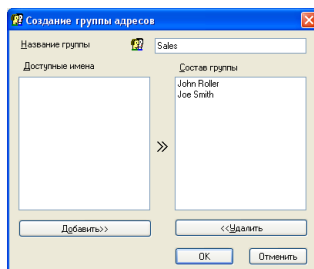 Создание группы адресов
Название группы
Sales
Доступные имена
Состав группы
John Roller
Joe Smith
Добавить>>
<<Удалить
OK
Отменить